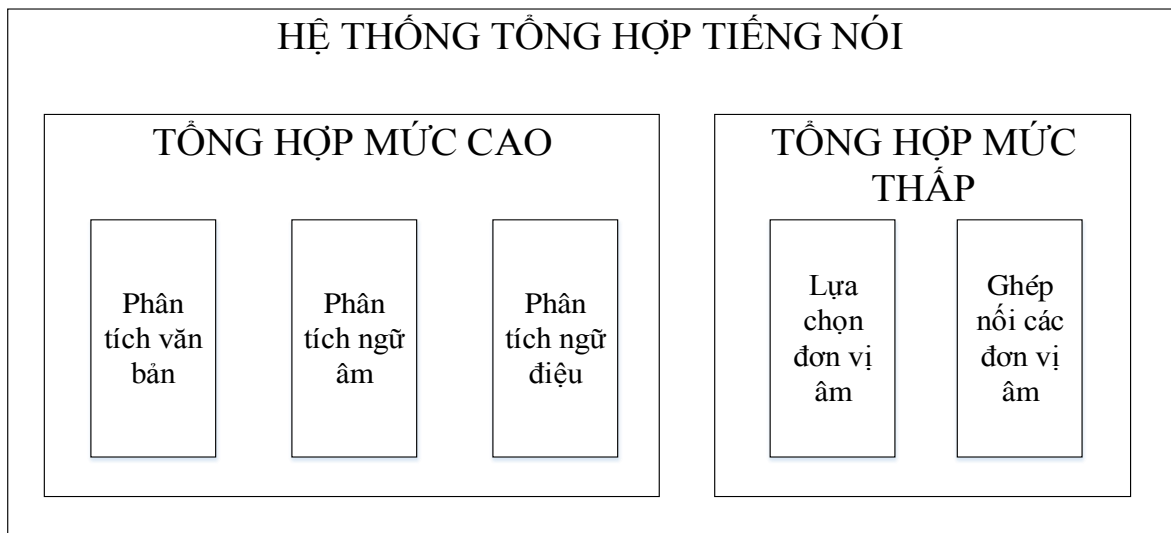 HỆ THỐNG TỔNG HỢP TIẾNG NÓI
TỔNG HỢP MỨC CAO
Phân
tích văn
bản
Phân
tích ngữ
âm
Phân
tích ngữ
điệu
TỔNG HỢP MỨC
THẤP
Lựa
chọn
đơn vị
âm
Ghép
nối các
đơn vị
âm